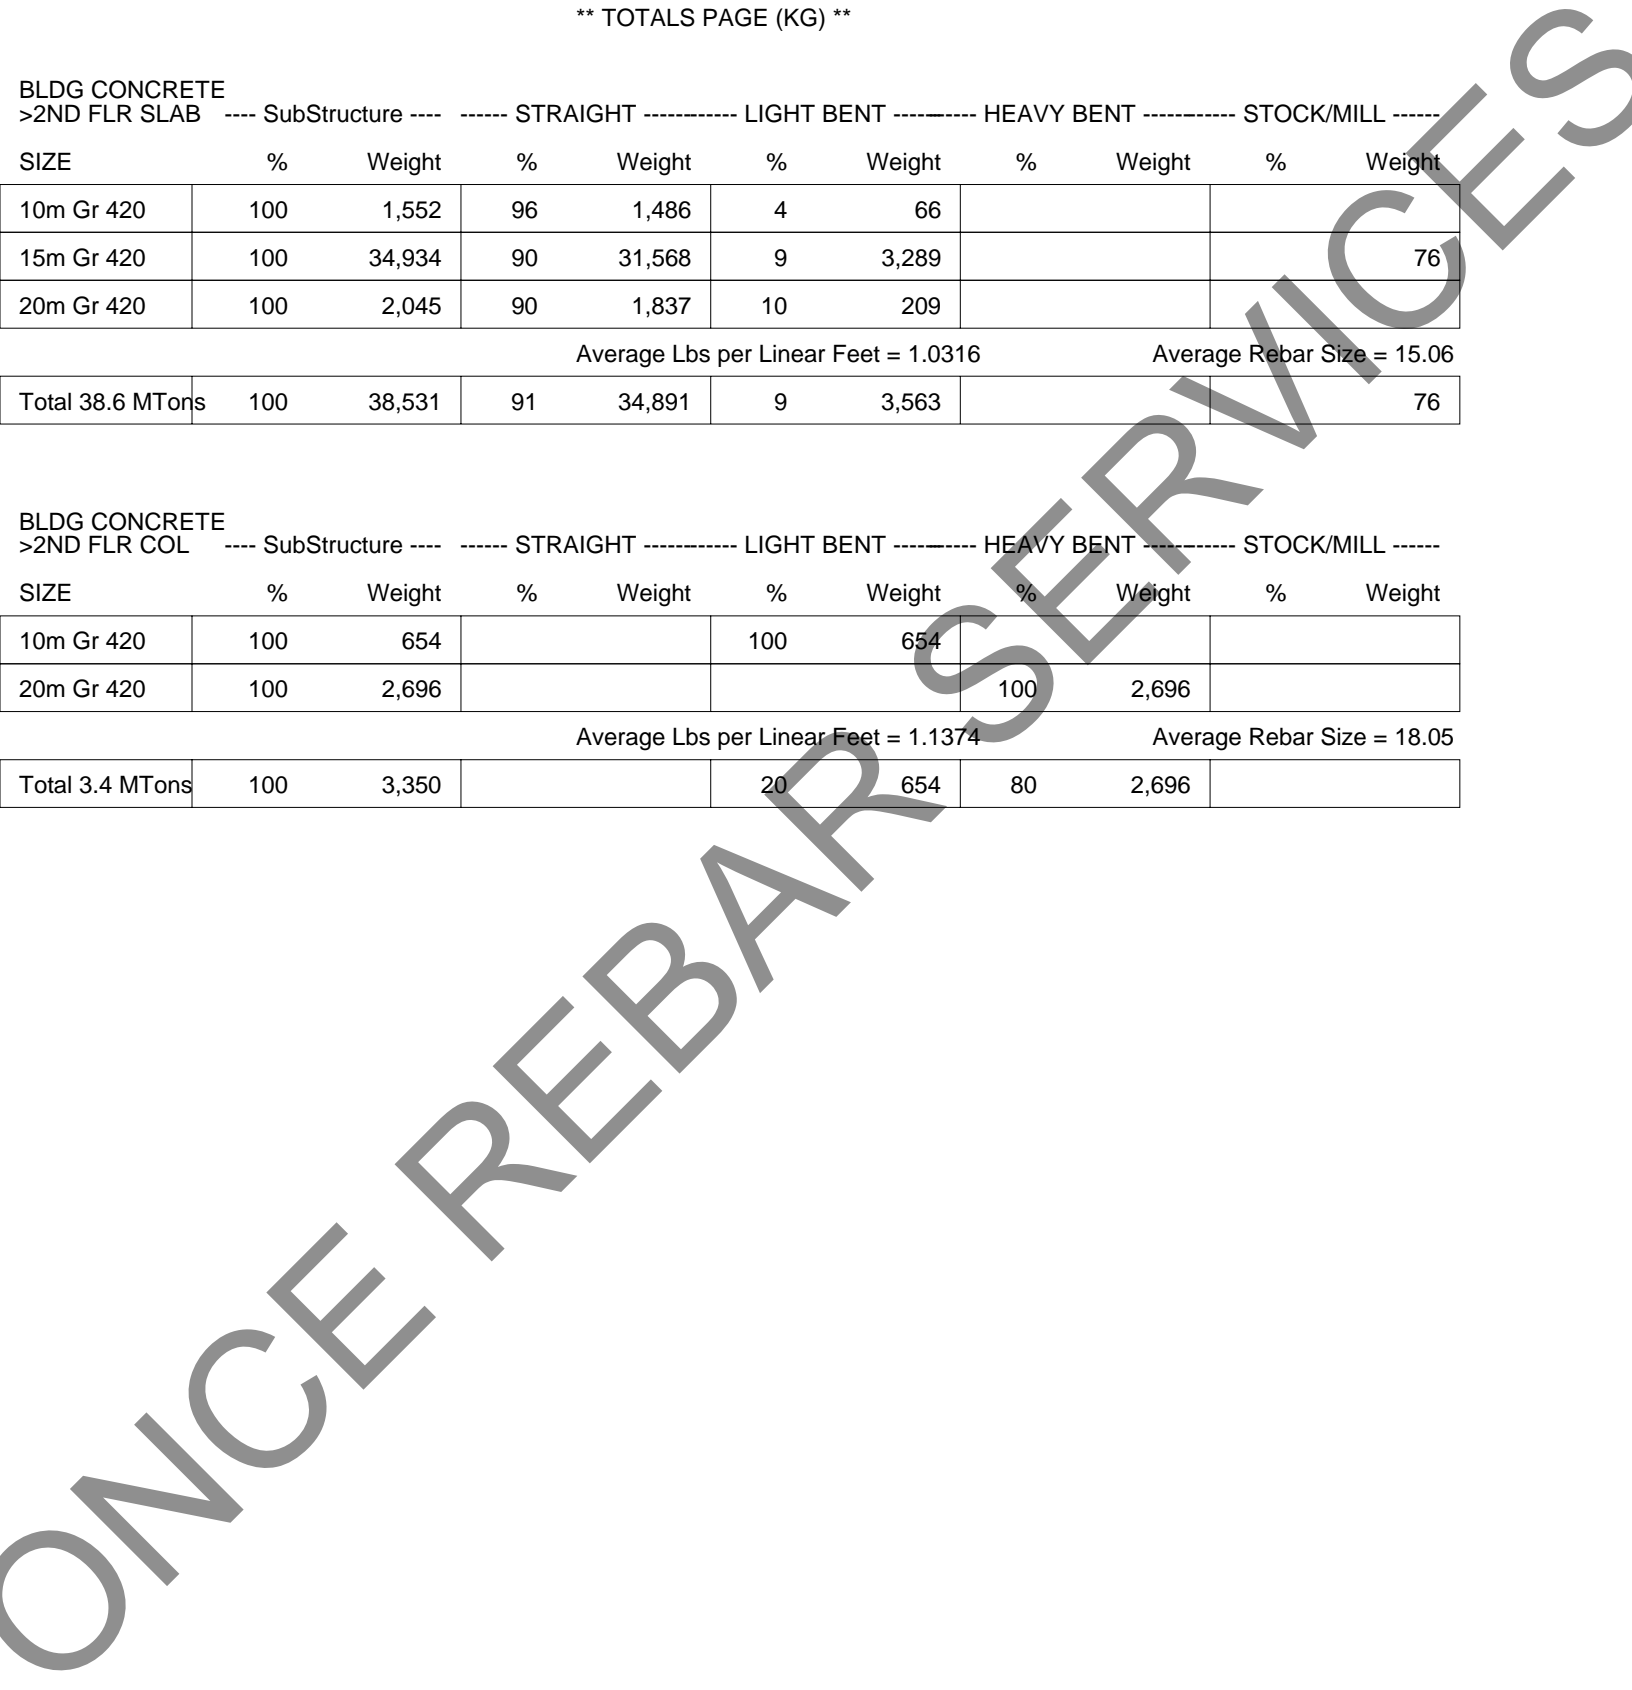 ** TOTALS PAGE (KG) **
BLDG CONCRETE
>2ND FLR SLAB ---- SubStructure ---- ------ STRAIGHT ------------ LIGHT BENT ------------ HEAVY BENT ------------ STOCK/MILL ------
SIZE % Weight % Weight % Weight % Weight % Weight
10m Gr 420 100 1,552 96 1,486 4 66
15m Gr 420 100 34,934 90 31,568 9 3,289 76
20m Gr 420 100 2,045 90 1,837 10 209
Average Lbs per Linear Feet = 1.0316 Average Rebar Size = 15.06
Total 38.6 MTons 100 38,531 91 34,891 9 3,563 76
BLDG CONCRETE
>2ND FLR COL ---- SubStructure ---- ------ STRAIGHT ------------ LIGHT BENT ------------ HEAVY BENT ------------ STOCK/MILL ------
SIZE % Weight % Weight % Weight % Weight % Weight
10m Gr 420 100 654 100 654
20m Gr 420 100 2,696 100 2,696
Average Lbs per Linear Feet = 1.1374 Average Rebar Size = 18.05
Total 3.4 MTons 100 3,350 20 654 80 2,696
ONCE REBAR SERVICES